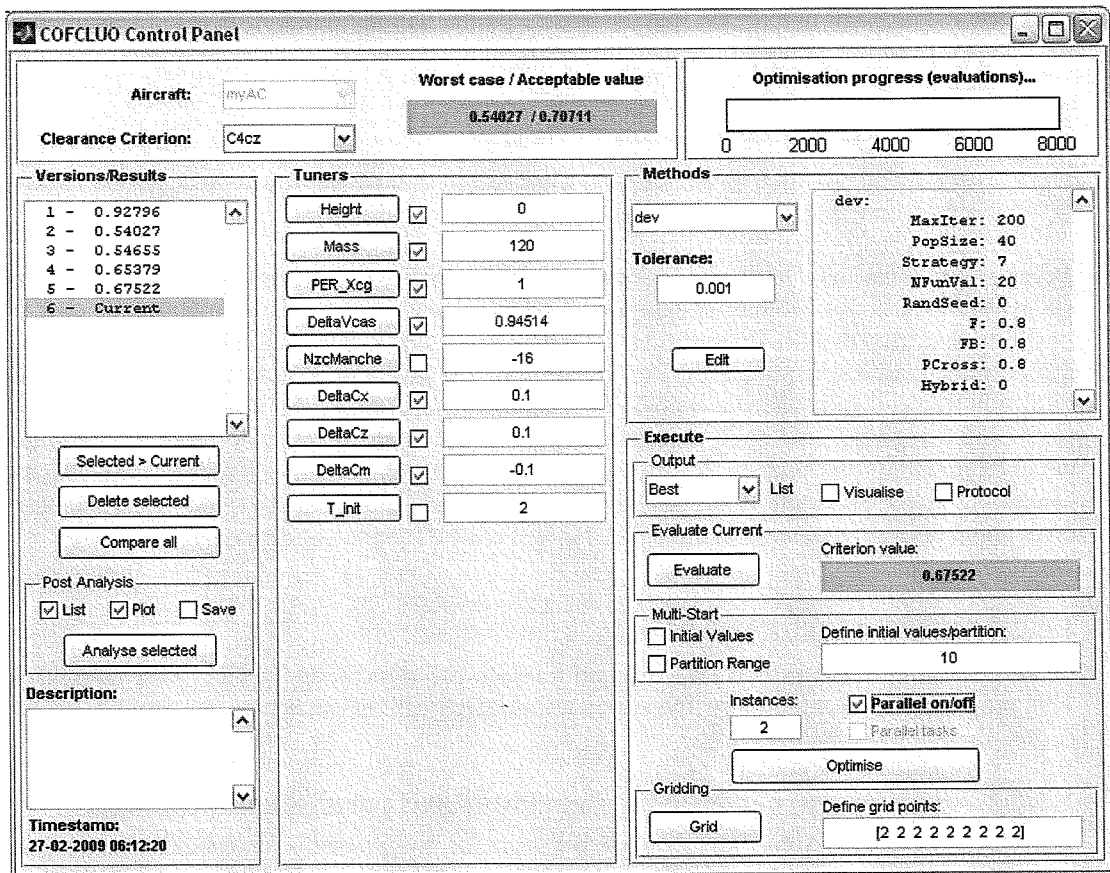 COFCLUO Control Panel
Aircraft: myAC
Clearance Criterion: C4cz
Worst case / Acceptable value
0.54027 / 0.70711
Optimisation progress (evaluations)...
0 2000 4000 6000 8000
Versions/Results
1 - 0.92796
2 - 0.54027
3 - 0.54655
4 - 0.65379
5 - 0.67522
6 - Current
Selected > Current
Delete selected
Compare all
Post Analysis
List Plot Save
Analyse selected
Description:
Timestamp:
27-02-2009 06:12:20
Tuners
Height 0
Mass 120
PER_Xcg 1
DeltaVcas 0.94514
NzcManche -16
DeltaCx 0.1
DeltaCz 0.1
DeltaCm -0.1
T_init 2
Methods
dev
Tolerance:
0.001
Edit
dev:
MaxIter: 200
PopSize: 40
Strategy: 7
NFunVal: 20
RandSeed: 0
F: 0.8
FB: 0.8
PCross: 0.8
Hybrid: 0
Execute
Output
Best List Visualise Protocol
Evaluate Current
Evaluate
Criterion value:
0.67522
Multi-Start
Initial Values
Partition Range
Define initial values/partition:
10
Instances:
2
Parallel on/off
Parallel tasks
Optimise
Gridding
Grid
Define grid points:
[2 2 2 2 2 2 2 2 2]